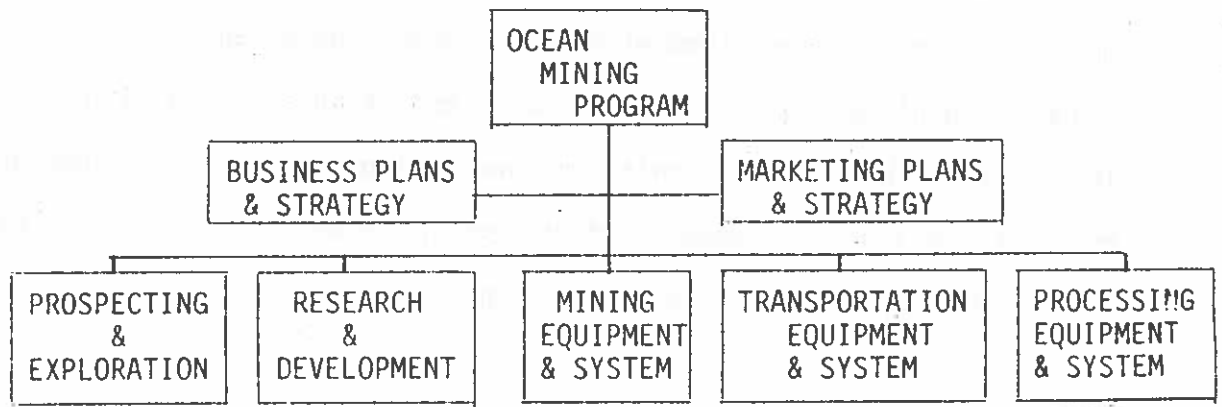 OCEAN
MINING
PROGRAM
BUSINESS PLANS
& STRATEGY
MARKETING PLANS
& STRATEGY
PROSPECTING
&
EXPLORATION
RESEARCH
&
DEVELOPMENT
MINING
EQUIPMENT
& SYSTEM
TRANSPORTATION
EQUIPMENT
& SYSTEM
PROCESSING
EQUIPMENT
& SYSTEM